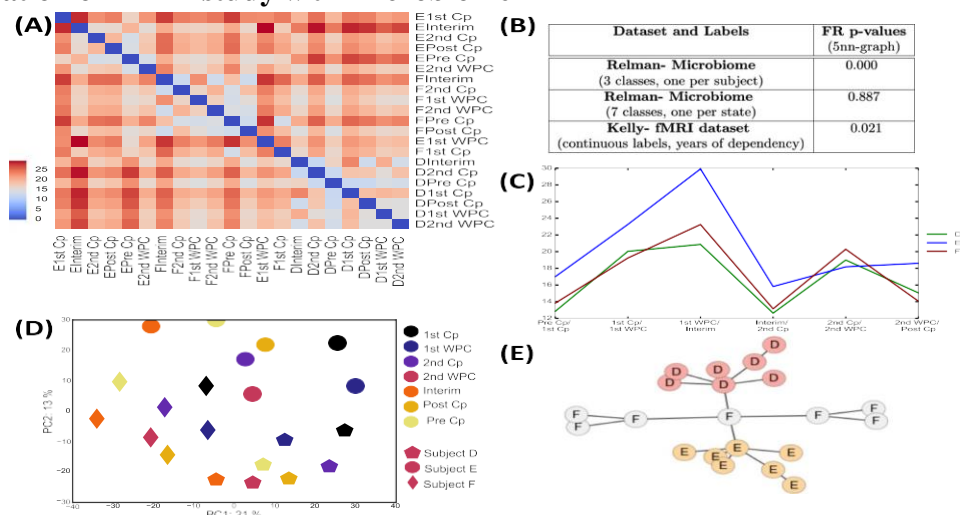 (A)
E1st Cp
EInterim
E2nd Cp
EPost Cp
EPre Cp
E2nd WPC
FInterim
F2nd Cp
F1st WPC
F2nd WPC
FPre Cp
FPost Cp
E1st WPC
F1st Cp
DInterim
D2nd Cp
DPre Cp
D1st Cp
DPost Cp
D1st WPC
D2nd WPC
25
20
15
10
5
0
E1st Cp
EInterim
E2nd Cp
EPost Cp
EPre Cp
E2nd WPC
FInterim
F2nd Cp
F1st WPC
F2nd WPC
FPre Cp
FPost Cp
E1st WPC
F1st Cp
DInterim
D2nd Cp
DPre Cp
D1st Cp
DPost Cp
D1st WPC
D2nd WPC
(B)
Dataset and Labels FR p-values
(5nn-graph)
Relman- Microbiome 0.000
(3 classes, one per subject)
Relman- Microbiome 0.887
(7 classes, one per state)
Kelly- fMRI dataset 0.021
(continuous labels, years of dependency)
(C)
30
28
26
24
22
20
18
16
14
12
Pre Cp/ 1st Cp/ 1st WPC/ Interim/ 2nd Cp/ 2nd WPC/
1st Cp 1st WPC Interim 2nd Cp 2nd WPC Post Cp
E
F
(D)
30
20
10
0
−10
−20
−30
−40 −30 −20 −10 0 10 20 30 40
PC2: 13 %
PC1: 21 %
1st Cp
1st WPC
2nd Cp
2nd WPC
Interim
Post Cp
Pre Cp
Subject D
Subject E
Subject F
(E)
D
D
D D D
D D
F F
F F F F
F
E
E E E
E
E E